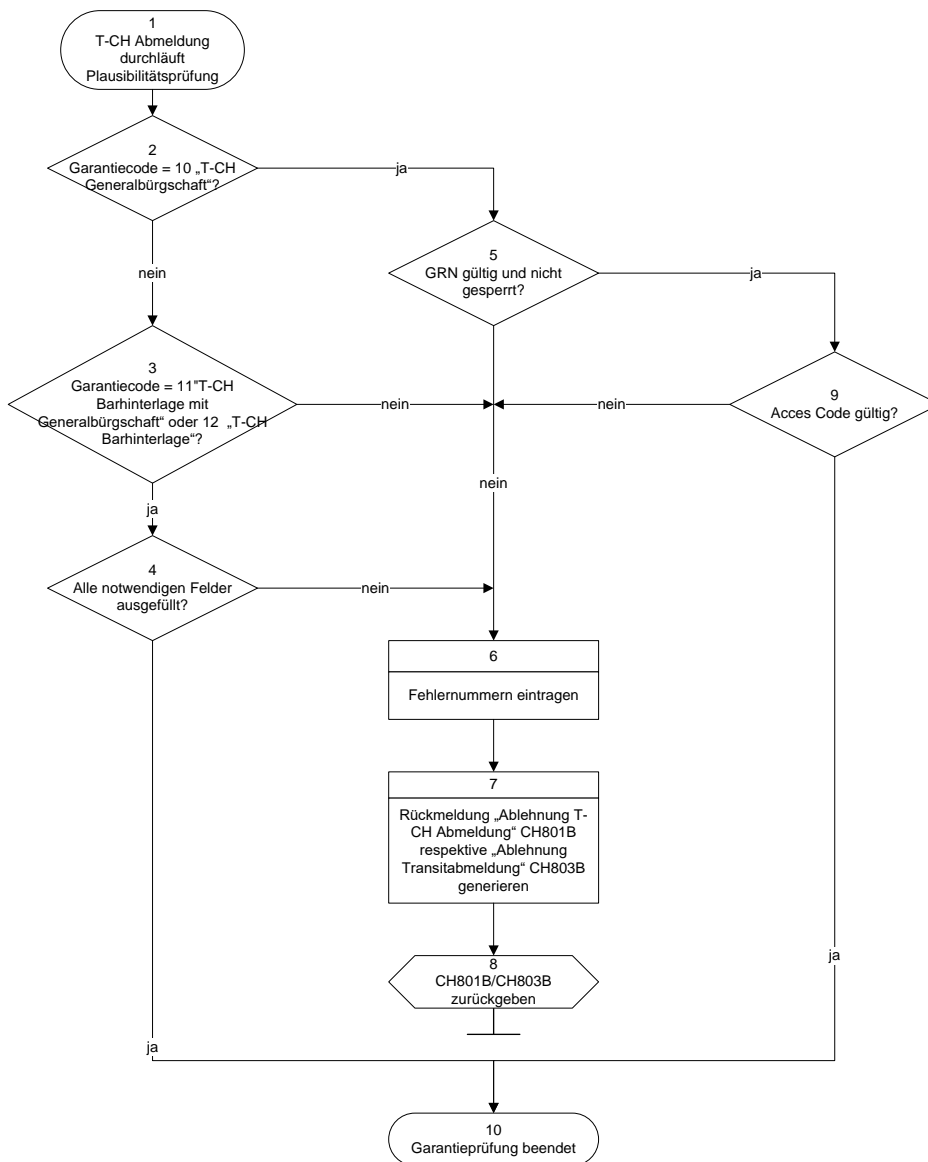 1
T-CH Abmeldung
durchläuft
Plausibilitätsprüfung
2
Garantiecode = 10 „T-CH
Generalbürgschaft“?
ja
nein
5
GRN gültig und nicht
gesperrt?
ja
3
Garantiecode = 11"T-CH
Barhinterlage mit
Generalbürgschaft“ oder 12 „T-CH
Barhinterlage“?
nein
nein
9
Acces Code gültig?
nein
ja
4
Alle notwendigen Felder
ausgefüllt?
nein
6
Fehlernummern eintragen
7
Rückmeldung „Ablehnung T-
CH Abmeldung“ CH801B
respektive „Ablehnung
Transitabmeldung“ CH803B
generieren
8
CH801B/CH803B
zurückgeben
ja
ja
10
Garantieprüfung beendet